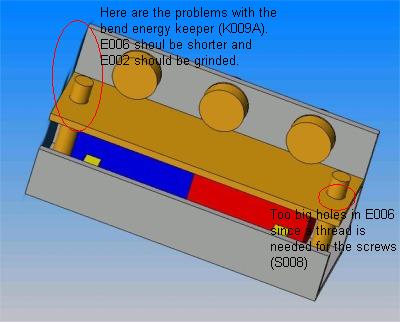 Here are the problems with the
bend energy keeper (K009A).
E006 shoul be shorter and
E002 should be grinded.
Too big holes in E006
since a thread is
needed for the screws
(S008)